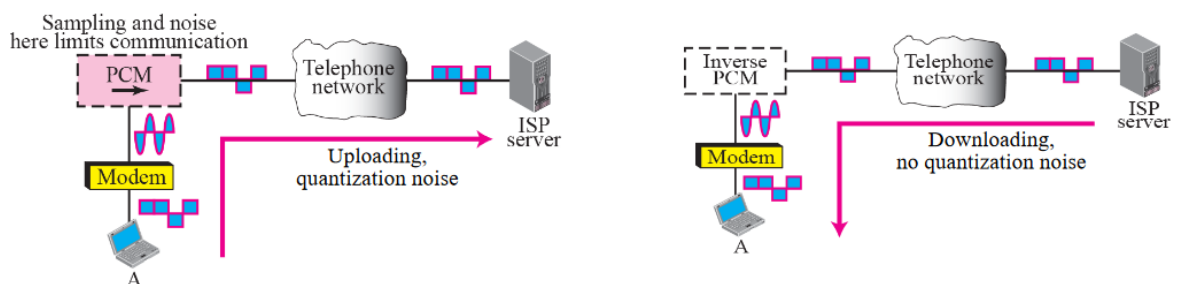 Sampling and noise
here limits communication
PCM
Telephone
network
ISP
server
Modem
Uploading,
quantization noise
A
Inverse
PCM
Telephone
network
ISP
server
Modem
Downloading,
no quantization noise
A